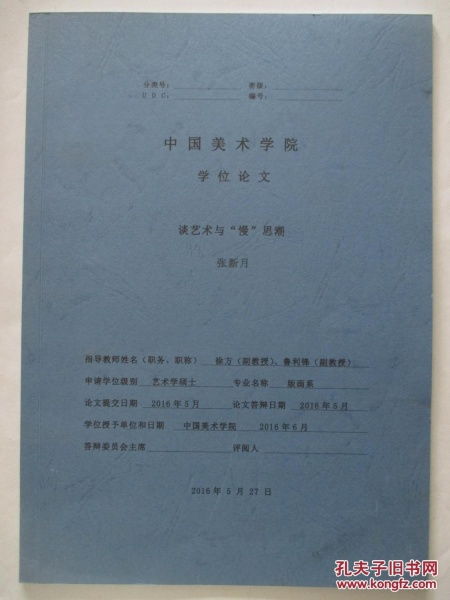 分类号： 密级：
U D C： 编号：
中国美术学院
学位论文
谈艺术与“慢”思潮
张新月
指导教师姓名（职务、职称） 徐方（副教授）、鲁利锋（副教授）
申请学位级别 艺术学硕士 专业名称 版画系
论文提交日期 2016年5月 论文答辩日期 2016年5月
学位授予单位和日期 中国美术学院 2016年6月
答辩委员会主席 评阅人
2016年5月27日
孔夫子旧书网
www.kongfz.com